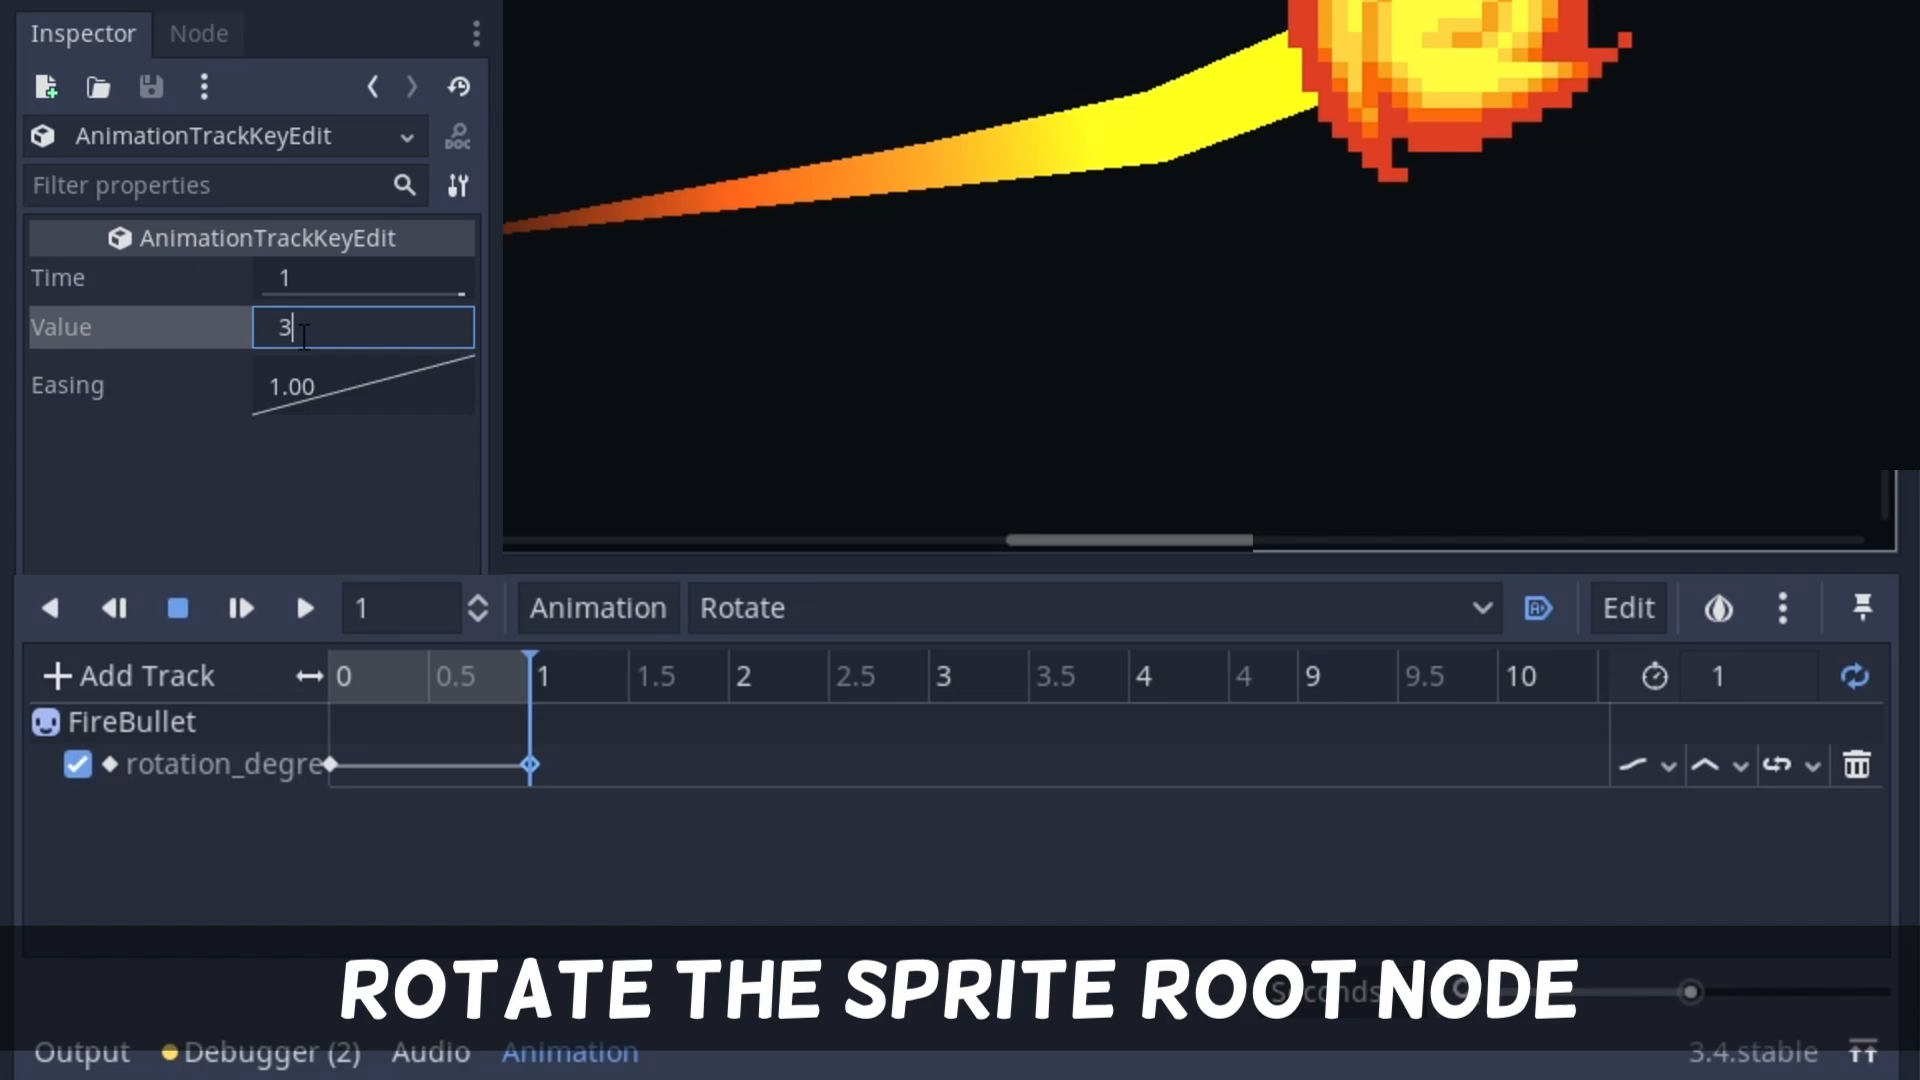 Inspector
Node
DOC
AnimationTrackKeyEdit
Filter properties
AnimationTrackKeyEdit
Time 1
Value 3
Easing 1.00
1 Animation Rotate Edit
Add Track 0 0.5 1 1.5 2 2.5 3 3.5 4 4 9 9.5 10 1
FireBullet
rotation_degre
ROTATE THE SPRITE ROOT NODE
Seconds
Output Debugger (2) Audio Animation 3.4.stable